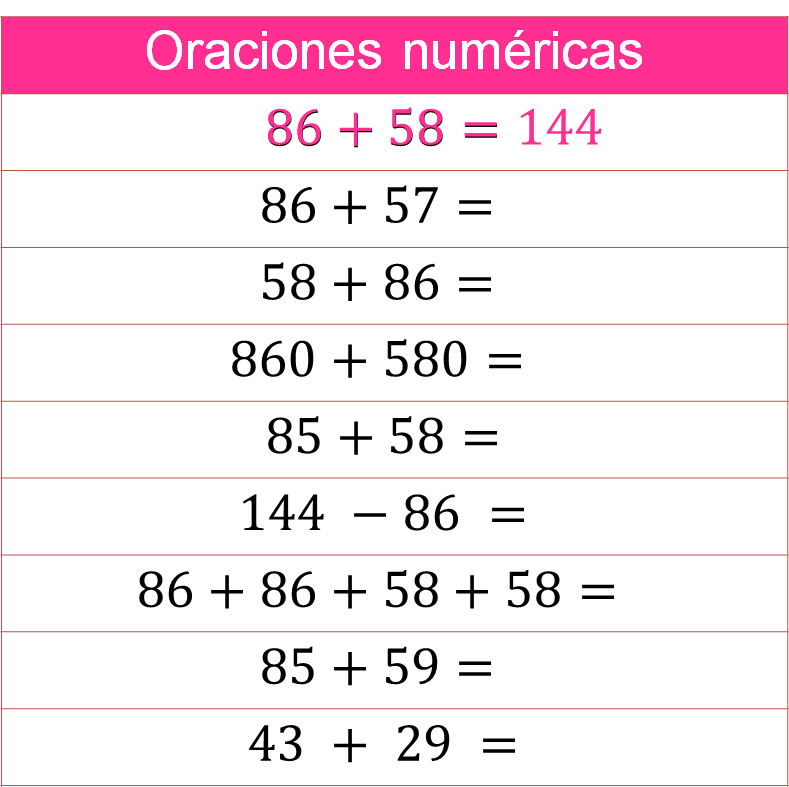 Oraciones numéricas
86 + 58 = 144
86 + 57 =
58 + 86 =
860 + 580 =
85 + 58 =
144 − 86 =
86 + 86 + 58 + 58 =
85 + 59 =
43 + 29 =